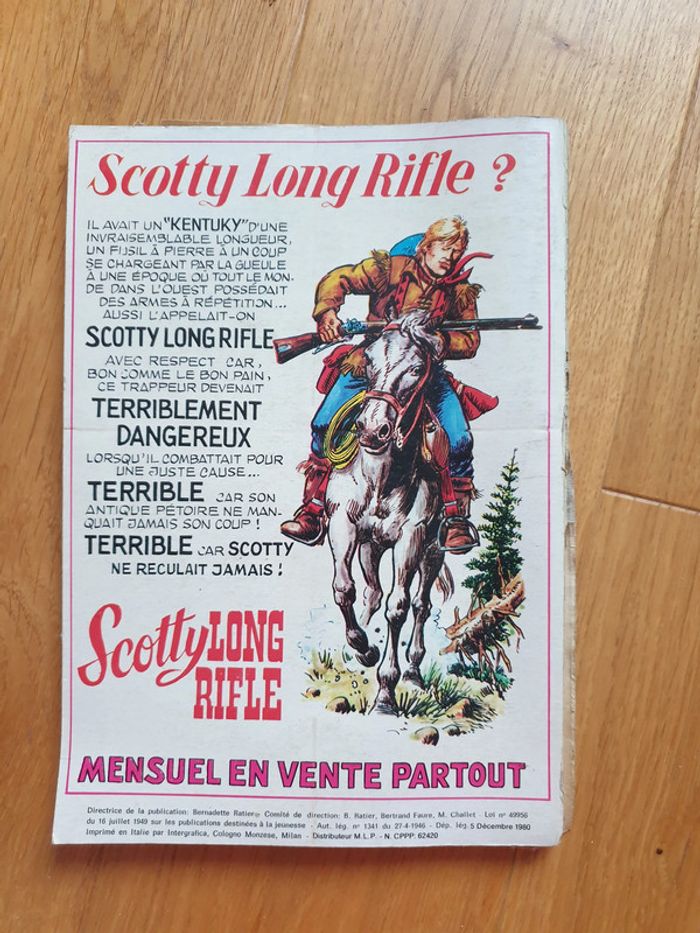 Scotty Long Rifle ?
IL AVAIT UN "KENTUKY" D'UNE
INVRAISEMBLABLE LONGUEUR,
UN FUSIL À PIERRE À UN COUP
SE CHARGEANT PAR LA GUEULE
À UNE ÉPOQUE OÙ TOUT LE MON-
DE DANS L'OUEST POSSÉDAIT
DES ARMES À RÉPÉTITION...
AUSSI L'APPELAIT-ON
SCOTTY LONG RIFLE
AVEC RESPECT CAR,
BON COMME LE BON PAIN,
CE TRAPPEUR DEVENAIT
TERRIBLEMENT
DANGEREUX
LORSQU'IL COMBATTAIT POUR
UNE JUSTE CAUSE...
TERRIBLE CAR SON
ANTIQUE PÉTOIRE NE MAN-
QUAIT JAMAIS SON COUP !
TERRIBLE CAR SCOTTY
NE RECULAIT JAMAIS !
Scotty LONG
RIFLE
MENSUEL EN VENTE PARTOUT
Directrice de la publication: Bernadette Ratier - Comité de direction: B. Ratier, Bertrand Faure, M. Challet - Loi n° 49956
du 16 juillet 1949 sur les publications destinées à la jeunesse - Aut. lég. n° 1341 du 27-4-1946 - Dép. lég. 5 Décembre 1980
Imprimé en Italie par Intergrafica, Cologno Monzese, Milan - Distributeur M.L.P. - N. CPPP: 62420